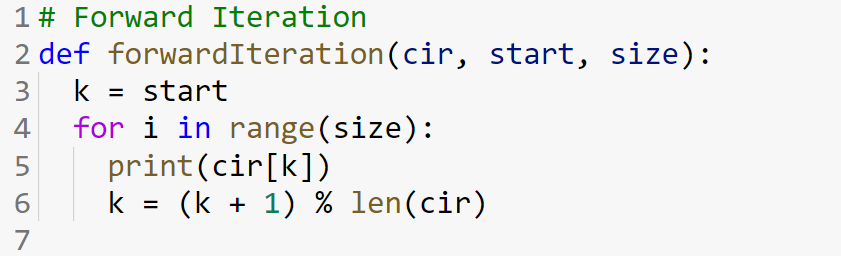 1 # Forward Iteration
2 def forwardIteration(cir, start, size):
3   k = start
4   for i in range(size):
5     print(cir[k])
6     k = (k + 1) % len(cir)
7